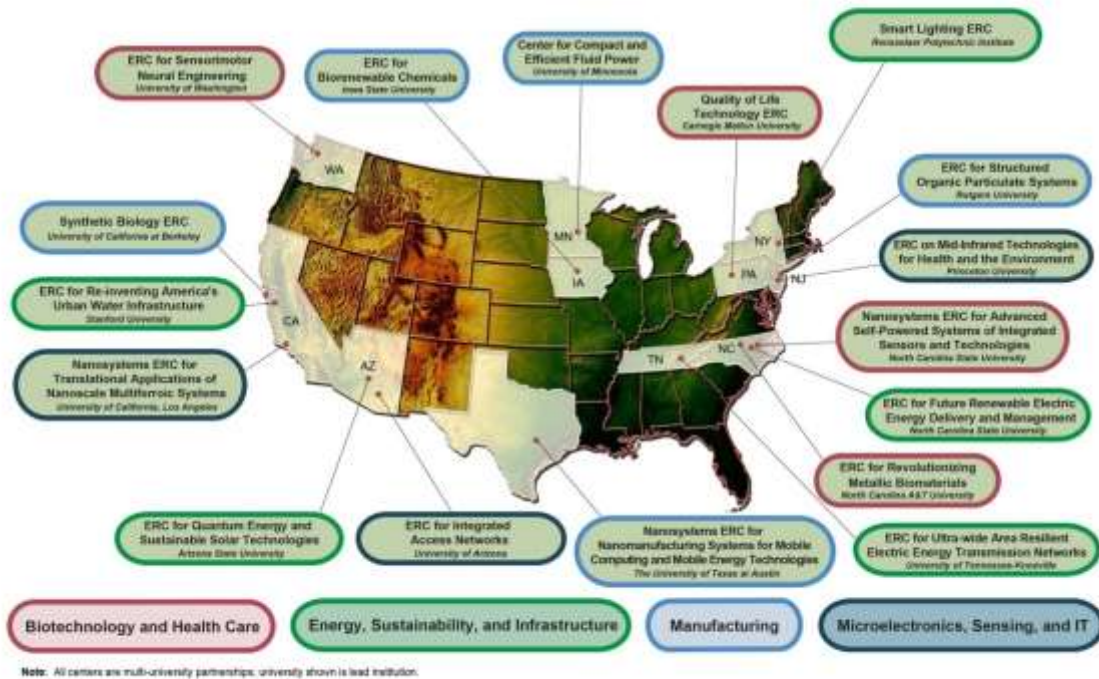 Smart Lighting ERC
Rensselaer Polytechnic Institute
ERC for Sensorimotor
Neural Engineering
University of Washington
ERC for
Biorenewable Chemicals
Iowa State University
Center for Compact and
Efficient Fluid Power
University of Minnesota
Quality of Life
Technology ERC
Carnegie Mellon University
ERC for Structured
Organic Particulate Systems
Rutgers University
Synthetic Biology ERC
University of California at Berkeley
ERC on Mid-Infrared Technologies
for Health and the Environment
Princeton University
ERC for Re-inventing America's
Urban Water Infrastructure
Stanford University
Nanosystems ERC for Advanced
Self-Powered Systems of Integrated
Sensors and Technologies
North Carolina State University
Nanosystems ERC for
Translational Applications of
Nanoscale Multiferroic Systems
University of California, Los Angeles
ERC for Future Renewable Electric
Energy Delivery and Management
North Carolina State University
ERC for Revolutionizing
Metallic Biomaterials
North Carolina A&T University
ERC for Quantum Energy and
Sustainable Solar Technologies
Arizona State University
ERC for Integrated
Access Networks
University of Arizona
Nanosystems ERC for
Nanomanufacturing Systems for Mobile
Computing and Mobile Energy Technologies
The University of Texas at Austin
ERC for Ultra-wide Area Resilient
Electric Energy Transmission Networks
University of Tennessee-Knoxville
WA
MN
IA
NY
PA
NJ
CA
AZ
TN
NC
Biotechnology and Health Care
Energy, Sustainability, and Infrastructure
Manufacturing
Microelectronics, Sensing, and IT
Note: All centers are multi-university partnerships, university shown is lead institution.